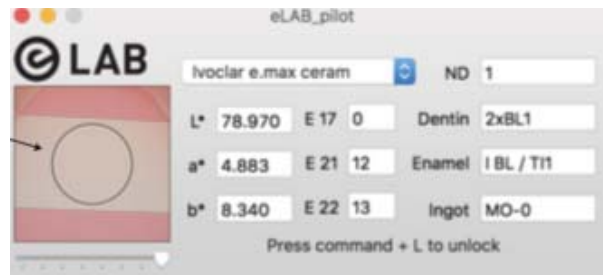 eLAB_pilot
e LAB
Ivoclar e.max ceram ND 1
L* 78.970 E 17 0 Dentin 2xBL1
a* 4.883 E 21 12 Enamel I BL / TI1
b* 8.340 E 22 13 Ingot MO-0
Press command + L to unlock